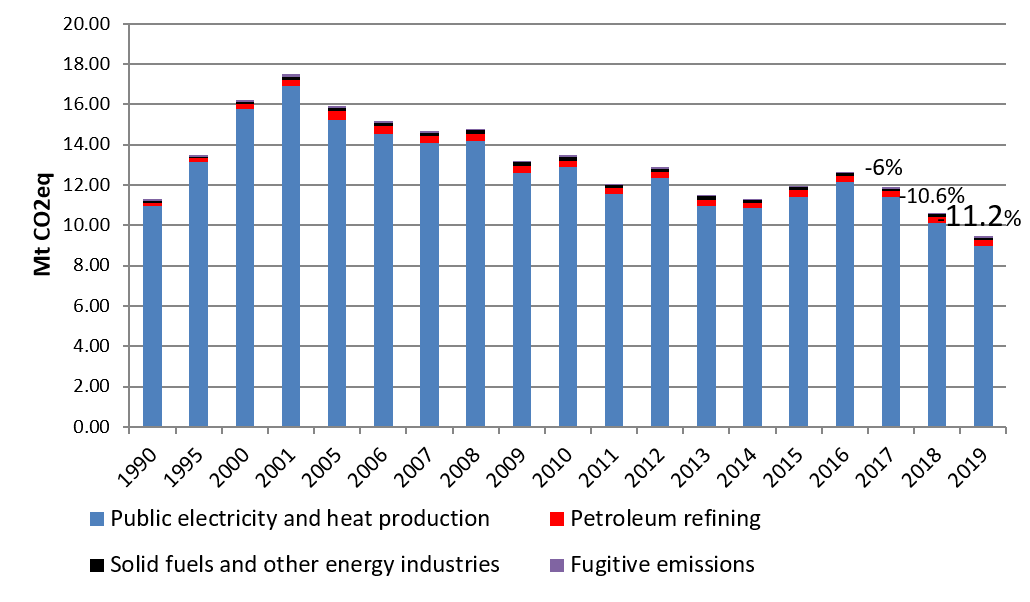 20.00
18.00
16.00
14.00
12.00
10.00
8.00
6.00
4.00
2.00
0.00
Mt CO2eq
-6%
-10.6%
-11.2%
1990 1995 2000 2001 2005 2006 2007 2008 2009 2010 2011 2012 2013 2014 2015 2016 2017 2018 2019
Public electricity and heat production
Petroleum refining
Solid fuels and other energy industries
Fugitive emissions